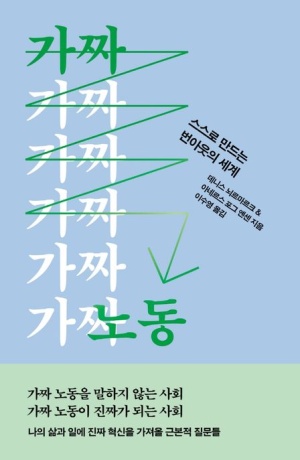 가짜
가짜
가짜
가짜
가짜
가짜노동
스스로 만드는
번아웃의 세계
데니스 뇌르마르크 &
아네르스 포그 옌센 지음
이수영 옮김
가짜 노동을 말하지 않는 사회
가짜 노동이 진짜가 되는 사회
나의 삶과 일에 진짜 혁신을 가져올 근본적 질문들